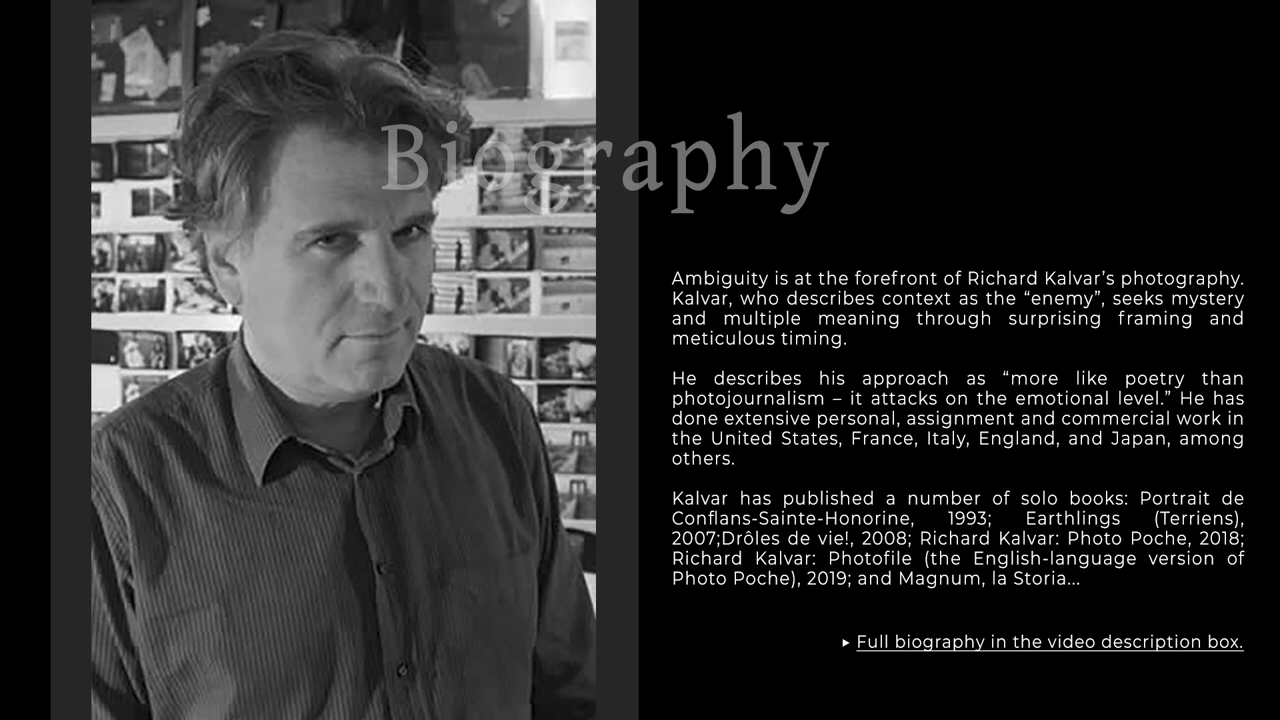 Biography
Ambiguity is at the forefront of Richard Kalvar’s photography.
Kalvar, who describes context as the “enemy”, seeks mystery
and multiple meaning through surprising framing and
meticulous timing.
He describes his approach as “more like poetry than
photojournalism – it attacks on the emotional level.” He has
done extensive personal, assignment and commercial work in
the United States, France, Italy, England, and Japan, among
others.
Kalvar has published a number of solo books: Portrait de
Conflans-Sainte-Honorine, 1993; Earthlings (Terriens),
2007;Drôles de vie!, 2008; Richard Kalvar: Photo Poche, 2018;
Richard Kalvar: Photofile (the English-language version of
Photo Poche), 2019; and Magnum, la Storia...
▸ Full biography in the video description box.